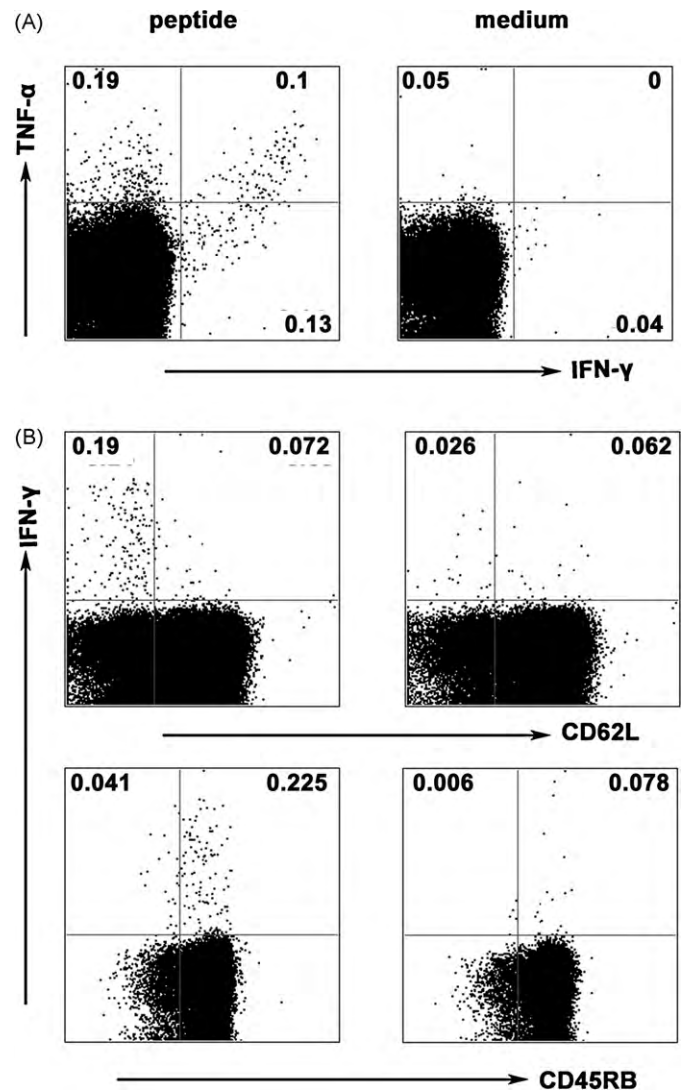 (A)
peptide medium
TNF-α
0.19 0.1 0.05 0
0.13 0.04
IFN-γ
(B)
IFN-γ
0.19 0.072 0.026 0.062
CD62L
0.041 0.225 0.006 0.078
CD45RB